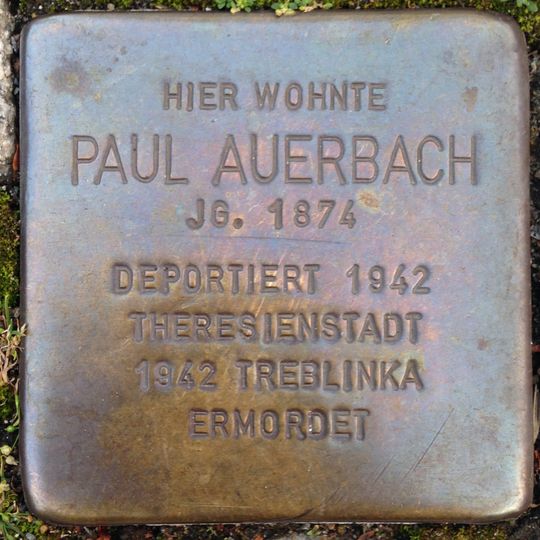 HIER WOHNTE
PAUL AUERBACH
JG. 1874
DEPORTIERT 1942
THERESIENSTADT
1942 TREBLINKA
ERMORDET